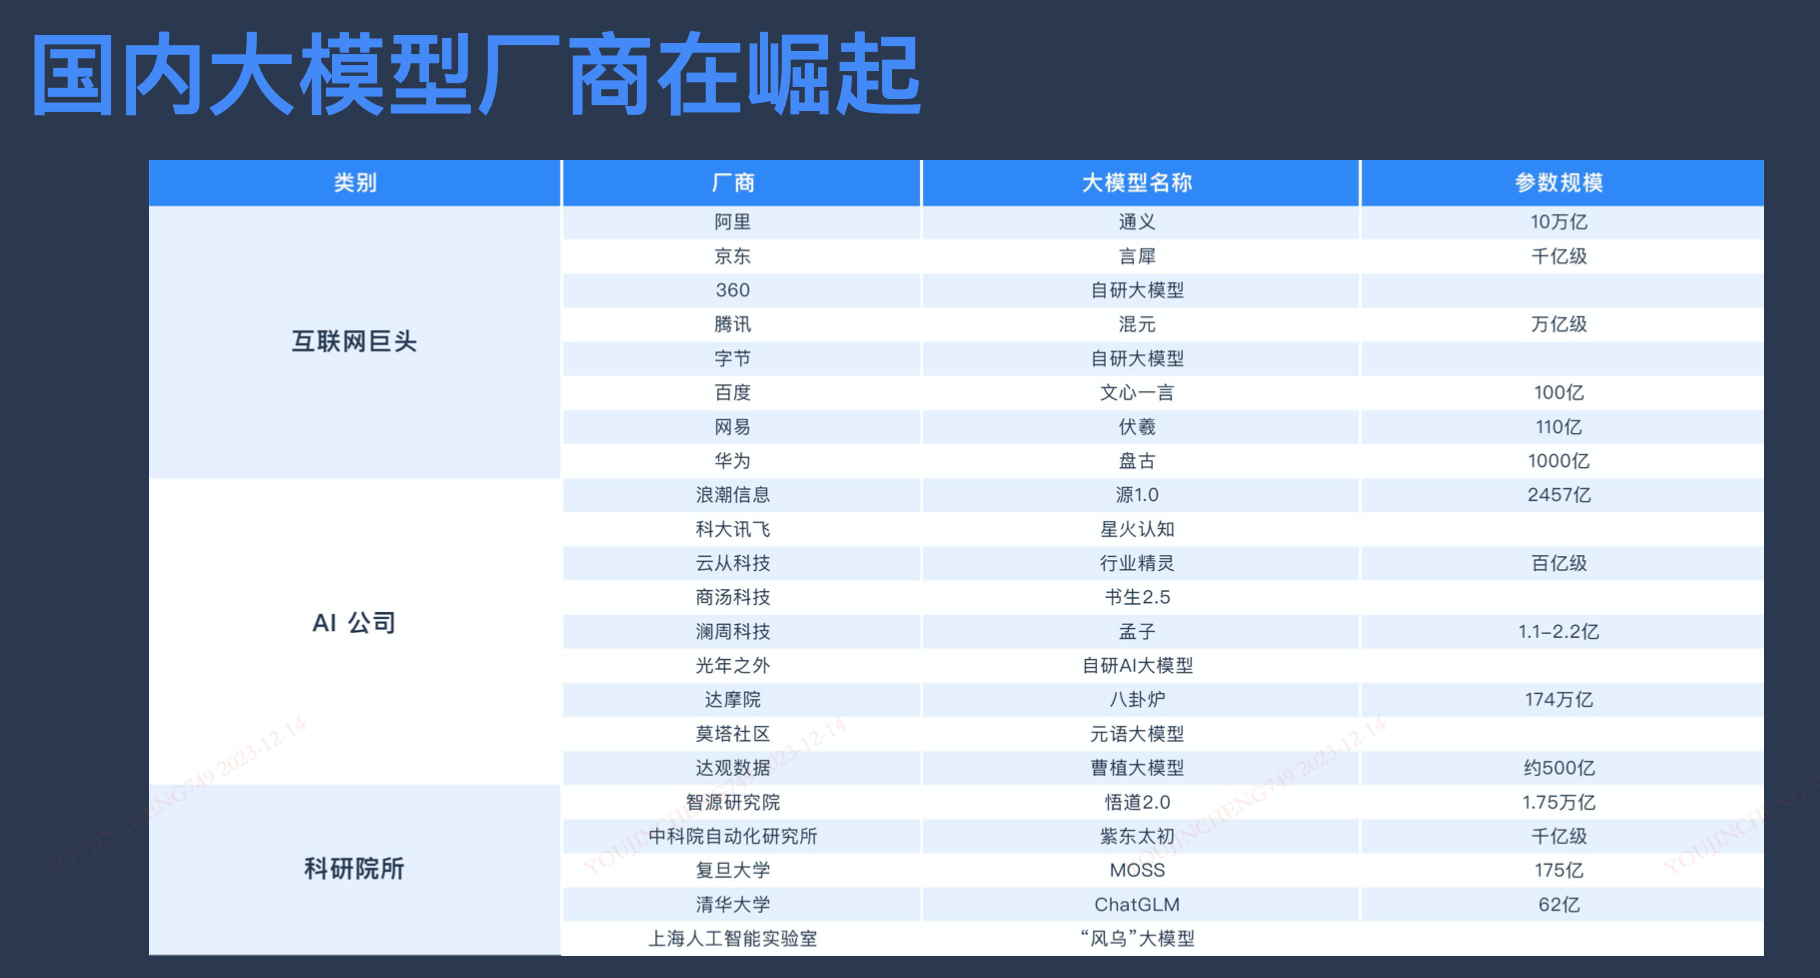 国内大模型厂商在崛起
类别 厂商 大模型名称 参数规模
互联网巨头
阿里 通义 10万亿
京东 言犀 千亿级
360 自研大模型
腾讯 混元 万亿级
字节 自研大模型
百度 文心一言 100亿
网易 伏羲 110亿
华为 盘古 1000亿
AI 公司
浪潮信息 源1.0 2457亿
科大讯飞 星火认知
云从科技 行业精灵 百亿级
商汤科技 书生2.5
澜周科技 孟子 1.1–2.2亿
光年之外 自研AI大模型
达摩院 八卦炉 174万亿
莫塔社区 元语大模型
达观数据 曹植大模型 约500亿
科研院所
智源研究院 悟道2.0 1.75万亿
中科院自动化研究所 紫东太初 千亿级
复旦大学 MOSS 175亿
清华大学 ChatGLM 62亿
上海人工智能实验室 “风乌”大模型
YOUJINCHENG749 2023-12-14
YOUJINCHENG749 2023-12-14
YOUJINCHENG749 2023-12-14
YOUJINCHENG749